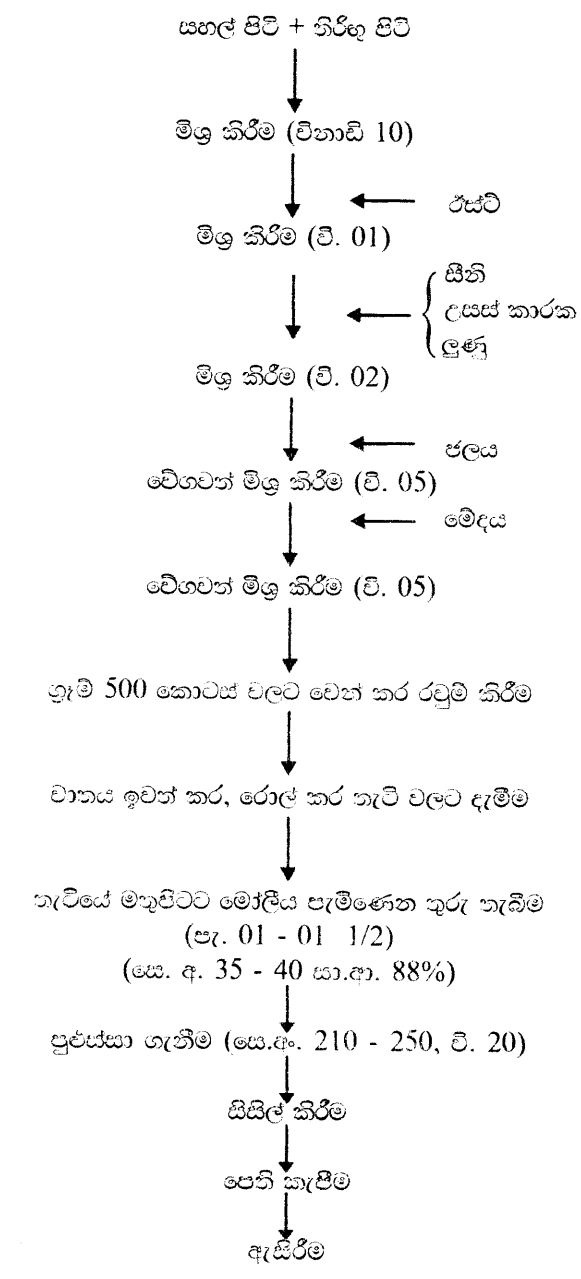 සහල් පිටි + තිරිඟු පිටි
මිශ්‍ර කිරීම (විනාඩි 10)
ඊස්ට්
මිශ්‍ර කිරිම (වි. 01)
සීනි
උසස් කාරක
ලුණු
මිශ්‍ර කිරීම (වි. 02)
ජලය
වේගවත් මිශ්‍ර කිරීම (වි. 05)
මේදය
වේගවත් මිශ්‍ර කිරීම (වි. 05)
ග්‍රෑම් 500 කොටස් වලට වෙන් කර රවුම් කිරීම
වාතය ඉවත් කර, රෝල් කර තැටි වලට දැමීම
තැටියේ මතුපිටට මෝලිය පැමිණෙන තුරු තැබීම
(පැ. 01 - 01 1/2)
(සෙ. අ. 35 - 40 සා.ආ. 88%)
පුළුස්සා ගැනීම (සෙ.අං. 210 - 250, වි. 20)
සිසිල් කිරීම
පෙති කැපීම
ඇසිරීම